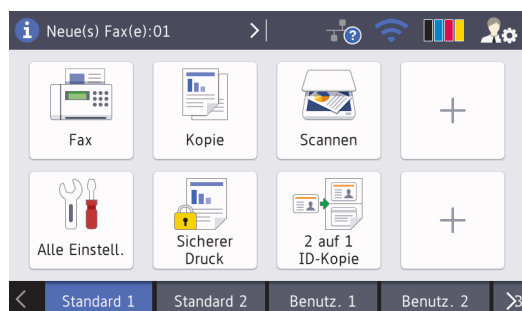 Neue(s) Fax(e):01
Fax
Kopie
Scannen
Alle Einstell.
Sicherer
Druck
2 auf 1
ID-Kopie
Standard 1
Standard 2
Benutz. 1
Benutz. 2
3